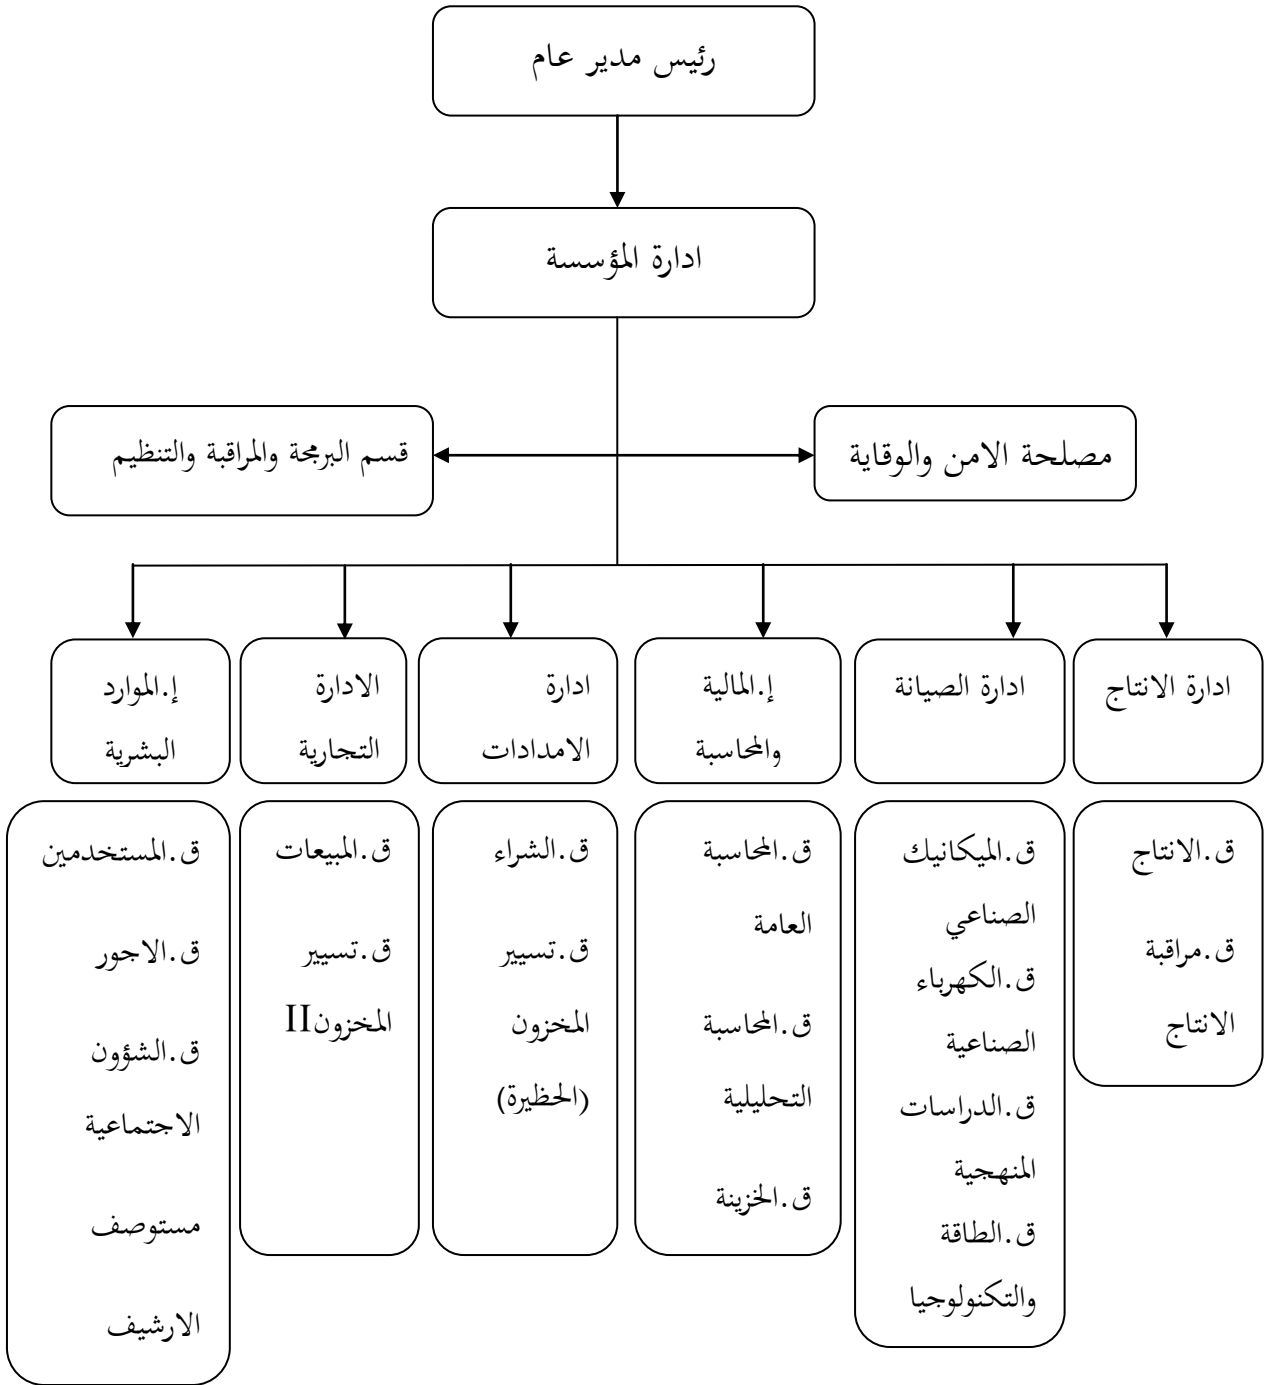 رئيس مدير عام
ادارة المؤسسة
مصلحة الامن والوقاية
قسم البرمجة والمراقبة والتنظيم
ادارة الانتاج
ادارة الصيانة
إ.المالية
والمحاسبة
ادارة
الامدادات
الادارة
التجارية
إ.الموارد
البشرية
ق.الانتاج
ق.مراقبة
الانتاج
ق.الميكانيك
الصناعي
ق.الكهرباء
الصناعية
ق.الدراسات
المنهجية
ق.الطاقة
والتكنولوجيا
ق.المحاسبة
العامة
ق.المحاسبة
التحليلية
ق.الخزينة
ق.الشراء
ق.تسيير
المخزون
(الحظيرة)
ق.المبيعات
ق.تسيير
المخزونII
ق.المستخدمين
ق.الاجور
ق.الشؤون
الاجتماعية
مستوصف
الارشيف